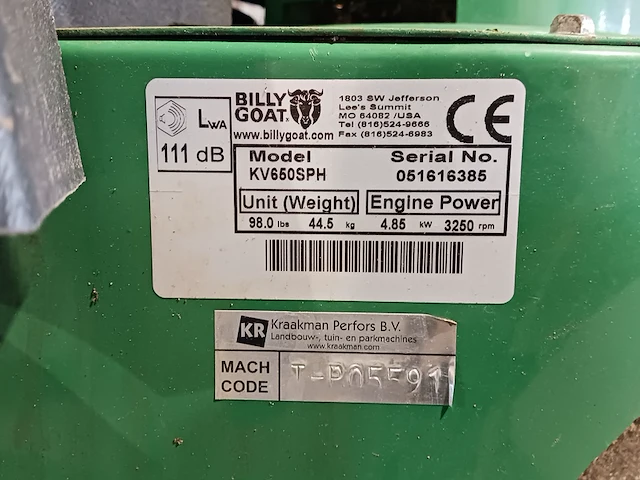 LWA
111 dB
BILLY GOAT
www.billygoat.com
1803 SW Jefferson
Lee's Summit
MO 64082 /USA
Tel (816)524-9666
Fax (816)524-6983
CE
Model Serial No.
KV650SPH 051616385
Unit (Weight) Engine Power
98.0 lbs 44.5 kg 4.85 kW 3250 rpm
KR
Kraakman Perfors B.V.
Landbouw-, tuin- en parkmachines
www.kraakman.com
MACH CODE